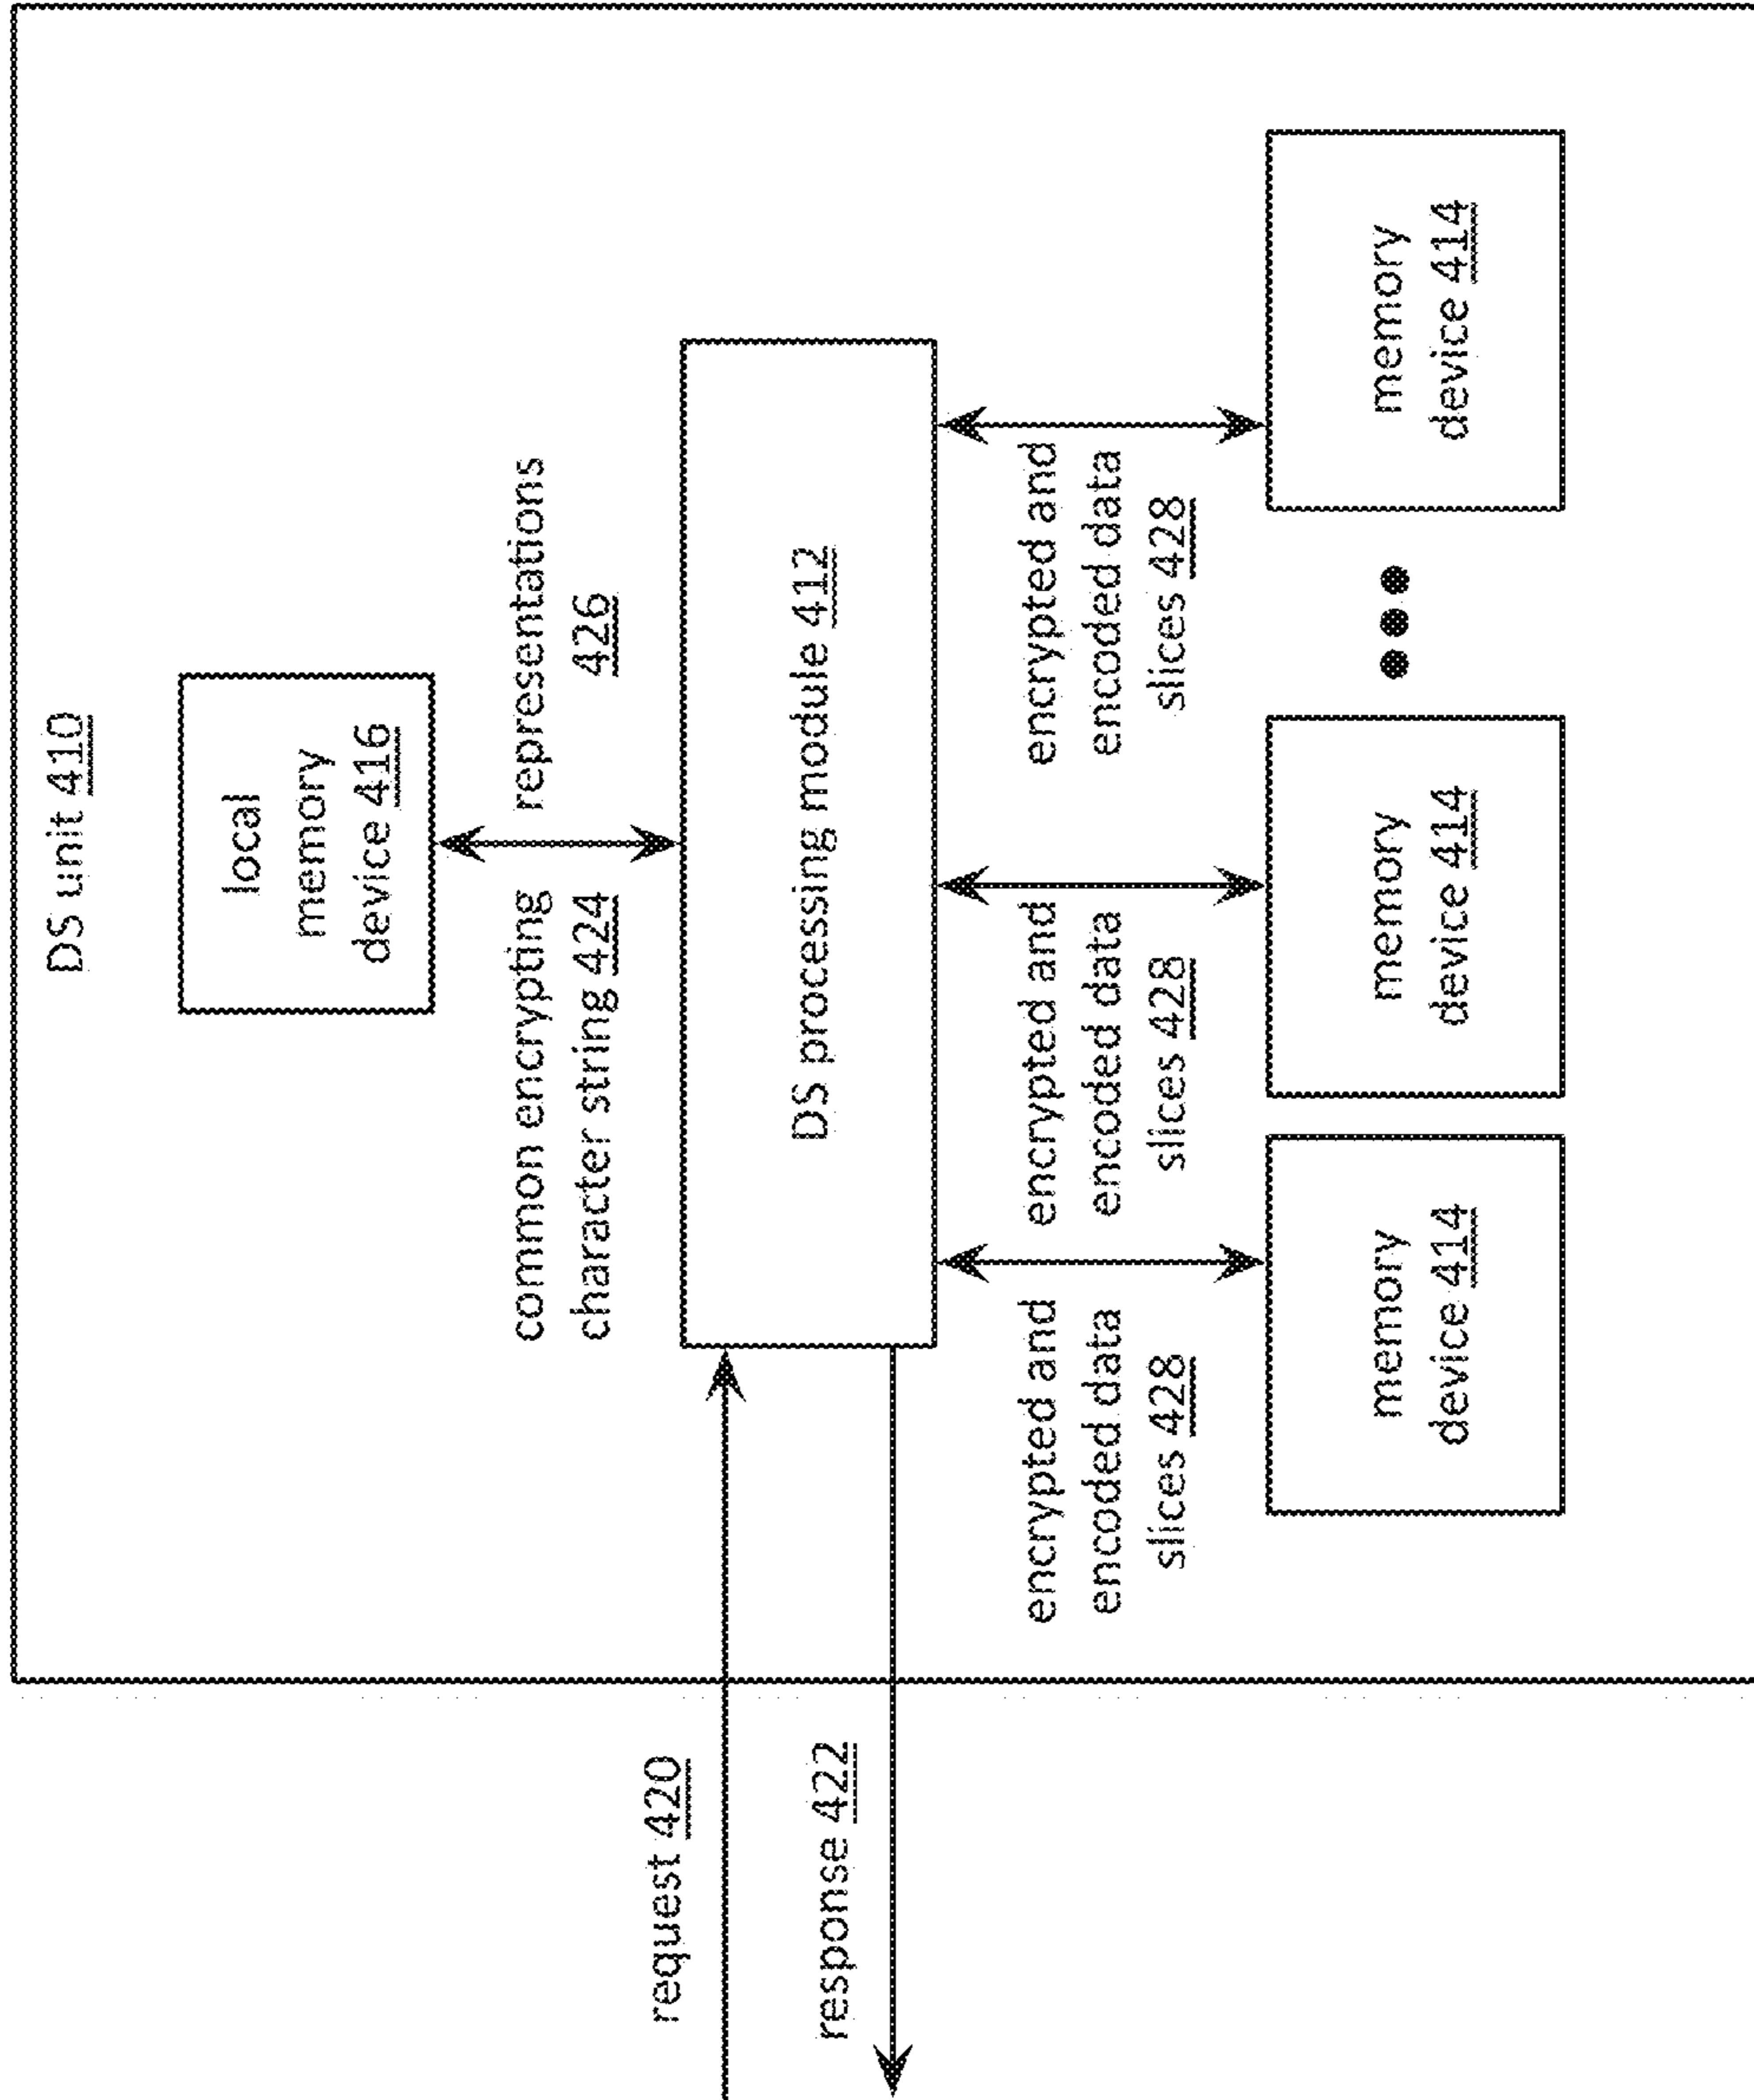 DS unit 410
local
memory
device 416
common encrypting
character string 424
representations
426
request 420
response 422
DS processing module 412
encrypted and
encoded data
slices 428
encrypted and
encoded data
slices 428
encrypted and
encoded data
slices 428
memory
device 414
memory
device 414
memory
device 414